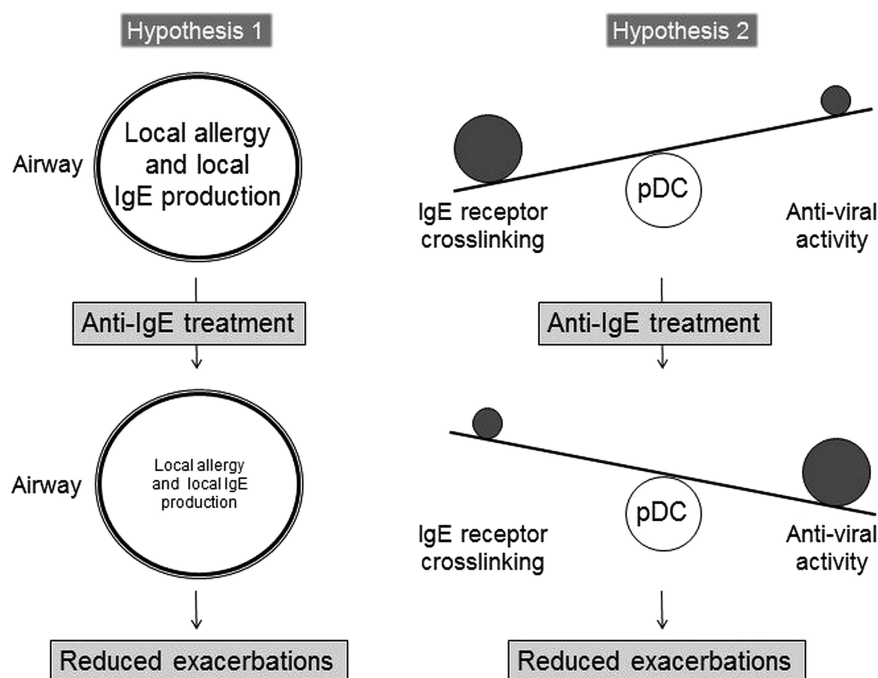 Hypothesis 1
Airway
Local allergy
and local
IgE production
Anti-IgE treatment
Airway
Local allergy
and local IgE
production
Reduced exacerbations
Hypothesis 2
pDC
IgE receptor
crosslinking
Anti-viral
activity
Anti-IgE treatment
pDC
IgE receptor
crosslinking
Anti-viral
activity
Reduced exacerbations